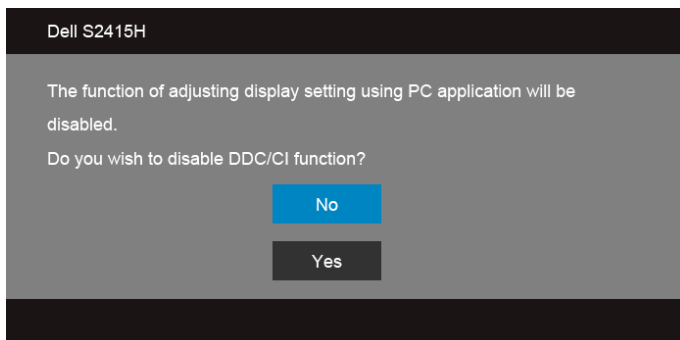 Dell S2415H
The function of adjusting display setting using PC application will be
disabled.
Do you wish to disable DDC/CI function?
No
Yes